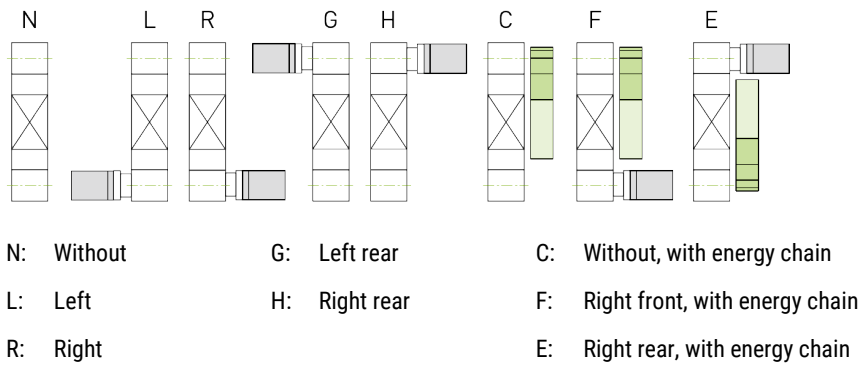 N L R G H C F E
N: Without G: Left rear C: Without, with energy chain
L: Left H: Right rear F: Right front, with energy chain
R: Right E: Right rear, with energy chain